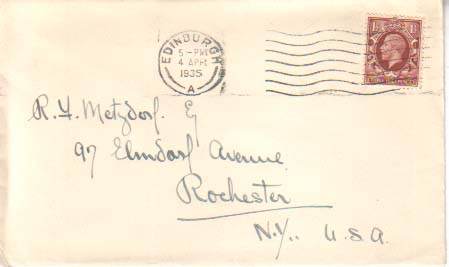 EDINBURGH
5 - PM
4 APR
1935
A
R. F. Metzdorf. Esq
97 Elmdorf Avenue
Rochester
N.Y., U.S.A.